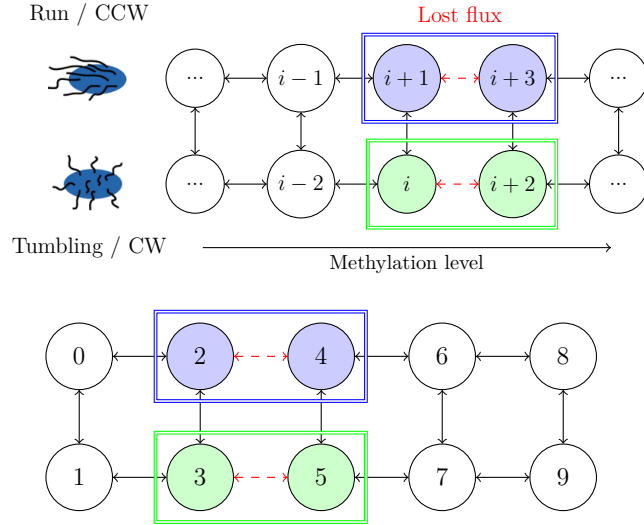 Run / CCW Lost flux
... i − 1 i + 1 i + 3 ...
... i − 2 i i + 2 ...
Tumbling / CW
Methylation level
0 2 4 6 8
1 3 5 7 9